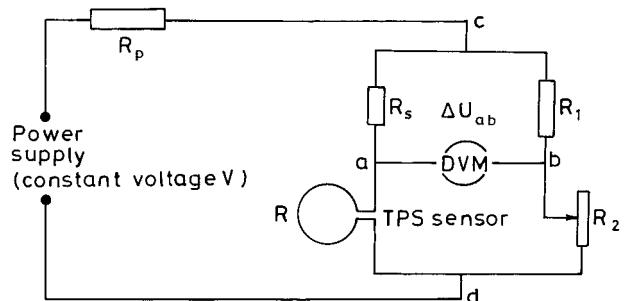 c
R_p
R_s
ΔU_ab
R_1
Power
supply
(constant voltage V)
a
DVM
b
R
TPS sensor
R_2
d